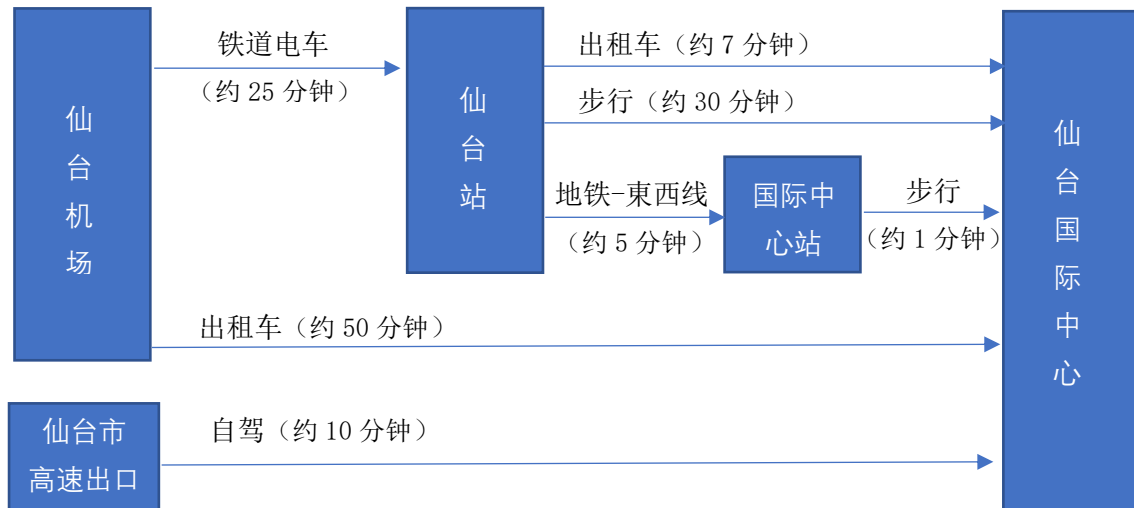 仙台机场
铁道电车
（约 25 分钟）
仙台站
出租车（约 7 分钟）
步行（约 30 分钟）
地铁-東西线
（约 5 分钟）
国际中
心站
步行
（约 1 分钟）
仙台国际中心
出租车（约 50 分钟）
仙台市
高速出口
自驾（约 10 分钟）